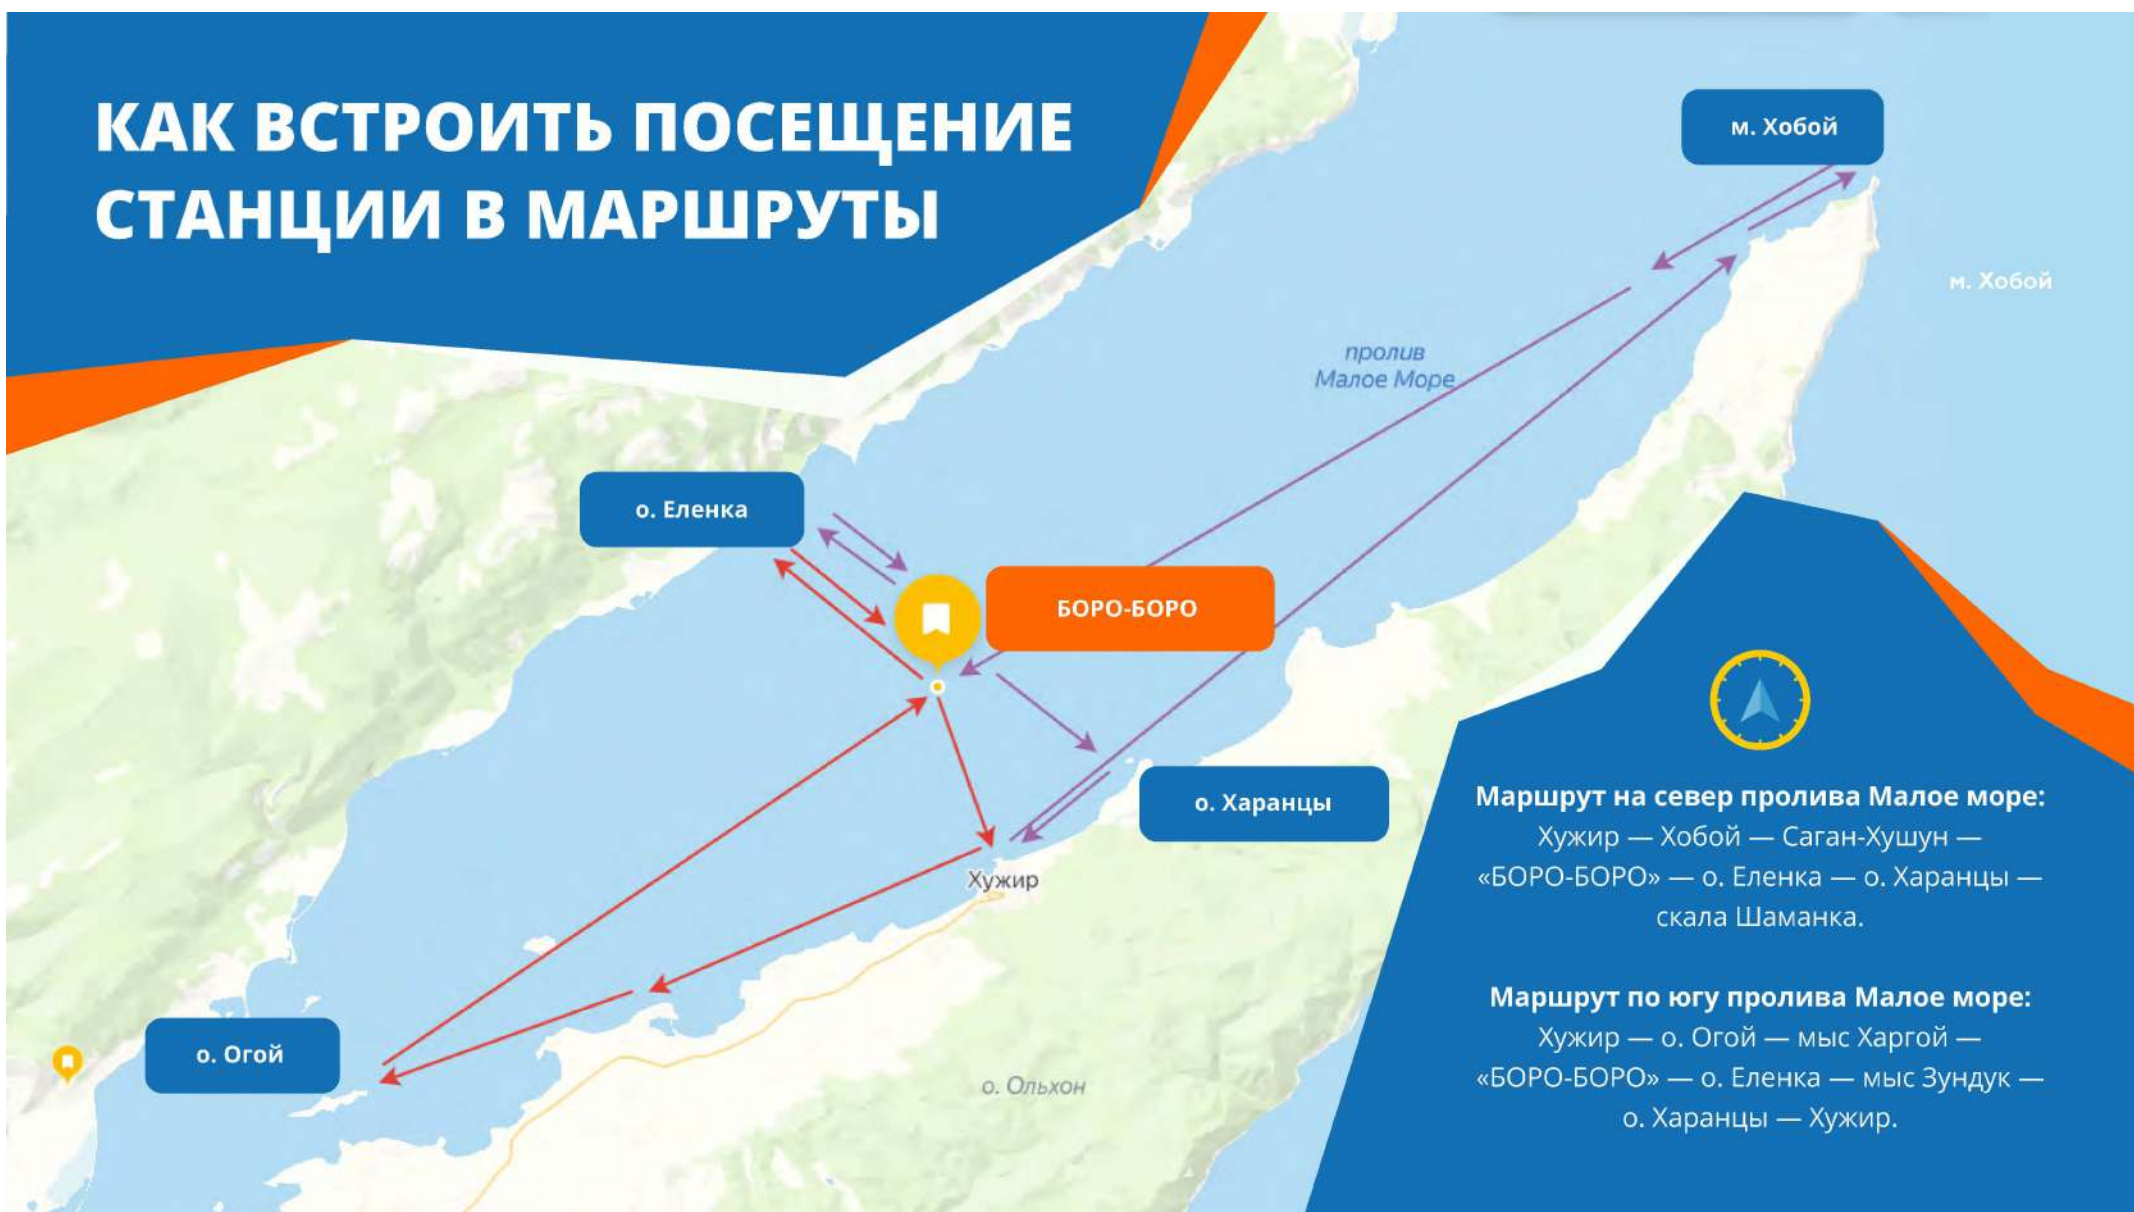 КАК ВСТРОИТЬ ПОСЕЩЕНИЕ
СТАНЦИИ В МАРШРУТЫ
м. Хобой
м. Хобой
пролив
Малое Море
о. Еленка
БОРО-БОРО
о. Харанцы
Хужир
о. Огой
о. Ольхон
Маршрут на север пролива Малое море:
Хужир — Хобой — Саган-Хушун —
«БОРО-БОРО» — о. Еленка — о. Харанцы —
скала Шаманка.
Маршрут по югу пролива Малое море:
Хужир — о. Огой — мыс Харгой —
«БОРО-БОРО» — о. Еленка — мыс Зундук —
о. Харанцы — Хужир.